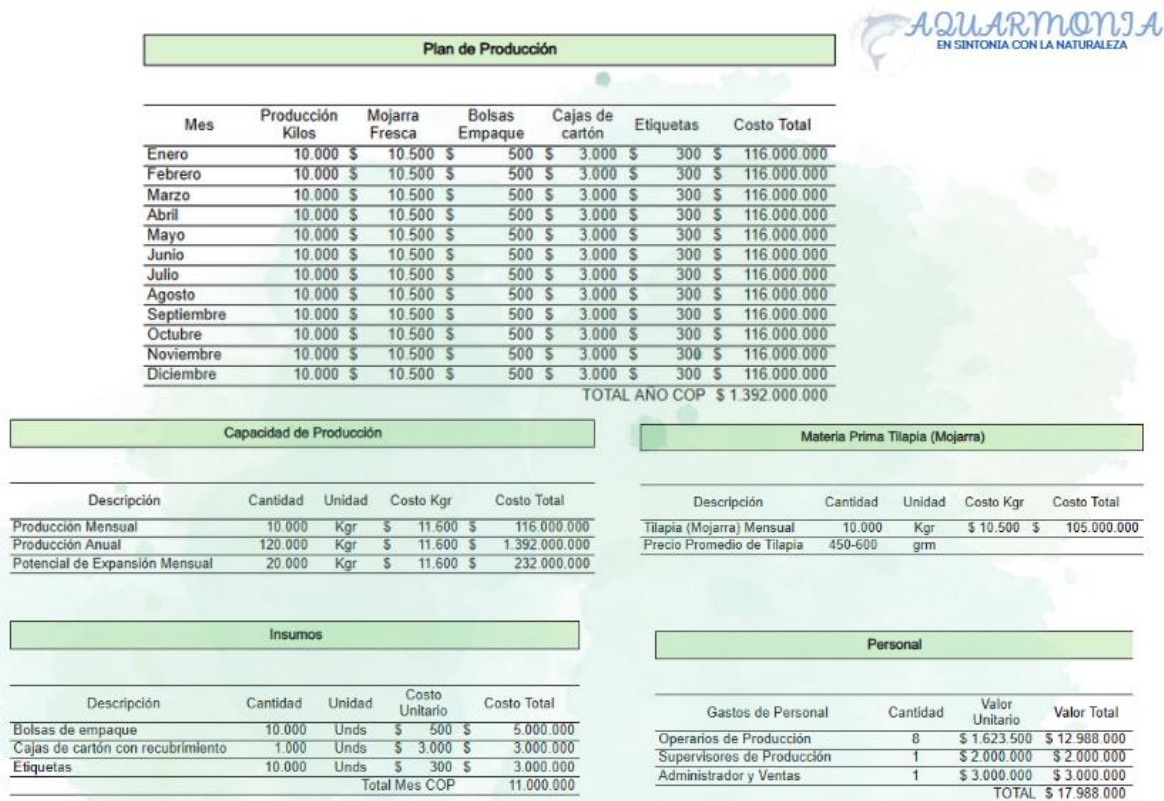 AQUARMONIA
EN SINTONIA CON LA NATURALEZA
Plan de Producción
Mes Producción Kilos Mojarra Fresca Bolsas Empaque Cajas de cartón Etiquetas Costo Total
Enero 10.000 $ 10.500 $ 500 $ 3.000 $ 300 $ 116.000.000
Febrero 10.000 $ 10.500 $ 500 $ 3.000 $ 300 $ 116.000.000
Marzo 10.000 $ 10.500 $ 500 $ 3.000 $ 300 $ 116.000.000
Abril 10.000 $ 10.500 $ 500 $ 3.000 $ 300 $ 116.000.000
Mayo 10.000 $ 10.500 $ 500 $ 3.000 $ 300 $ 116.000.000
Junio 10.000 $ 10.500 $ 500 $ 3.000 $ 300 $ 116.000.000
Julio 10.000 $ 10.500 $ 500 $ 3.000 $ 300 $ 116.000.000
Agosto 10.000 $ 10.500 $ 500 $ 3.000 $ 300 $ 116.000.000
Septiembre 10.000 $ 10.500 $ 500 $ 3.000 $ 300 $ 116.000.000
Octubre 10.000 $ 10.500 $ 500 $ 3.000 $ 300 $ 116.000.000
Noviembre 10.000 $ 10.500 $ 500 $ 3.000 $ 300 $ 116.000.000
Diciembre 10.000 $ 10.500 $ 500 $ 3.000 $ 300 $ 116.000.000
TOTAL AÑO COP $ 1.392.000.000
Capacidad de Producción
Descripción Cantidad Unidad Costo Kgr Costo Total
Producción Mensual 10.000 Kgr $ 11.600 $ 116.000.000
Producción Anual 120.000 Kgr $ 11.600 $ 1.392.000.000
Potencial de Expansión Mensual 20.000 Kgr $ 11.600 $ 232.000.000
Materia Prima Tilapia (Mojarra)
Descripción Cantidad Unidad Costo Kgr Costo Total
Tilapia (Mojarra) Mensual 10.000 Kgr $ 10.500 $ 105.000.000
Precio Promedio de Tilapia 450-600 grm
Insumos
Descripción Cantidad Unidad Costo Unitario Costo Total
Bolsas de empaque 10.000 Unds $ 500 $ 5.000.000
Cajas de cartón con recubrimiento 1.000 Unds $ 3.000 $ 3.000.000
Etiquetas 10.000 Unds $ 300 $ 3.000.000
Total Mes COP 11.000.000
Personal
Gastos de Personal Cantidad Valor Unitario Valor Total
Operarios de Producción 8 $ 1.623.500 $ 12.988.000
Supervisores de Producción 1 $ 2.000.000 $ 2.000.000
Administrador y Ventas 1 $ 3.000.000 $ 3.000.000
TOTAL $ 17.988.000